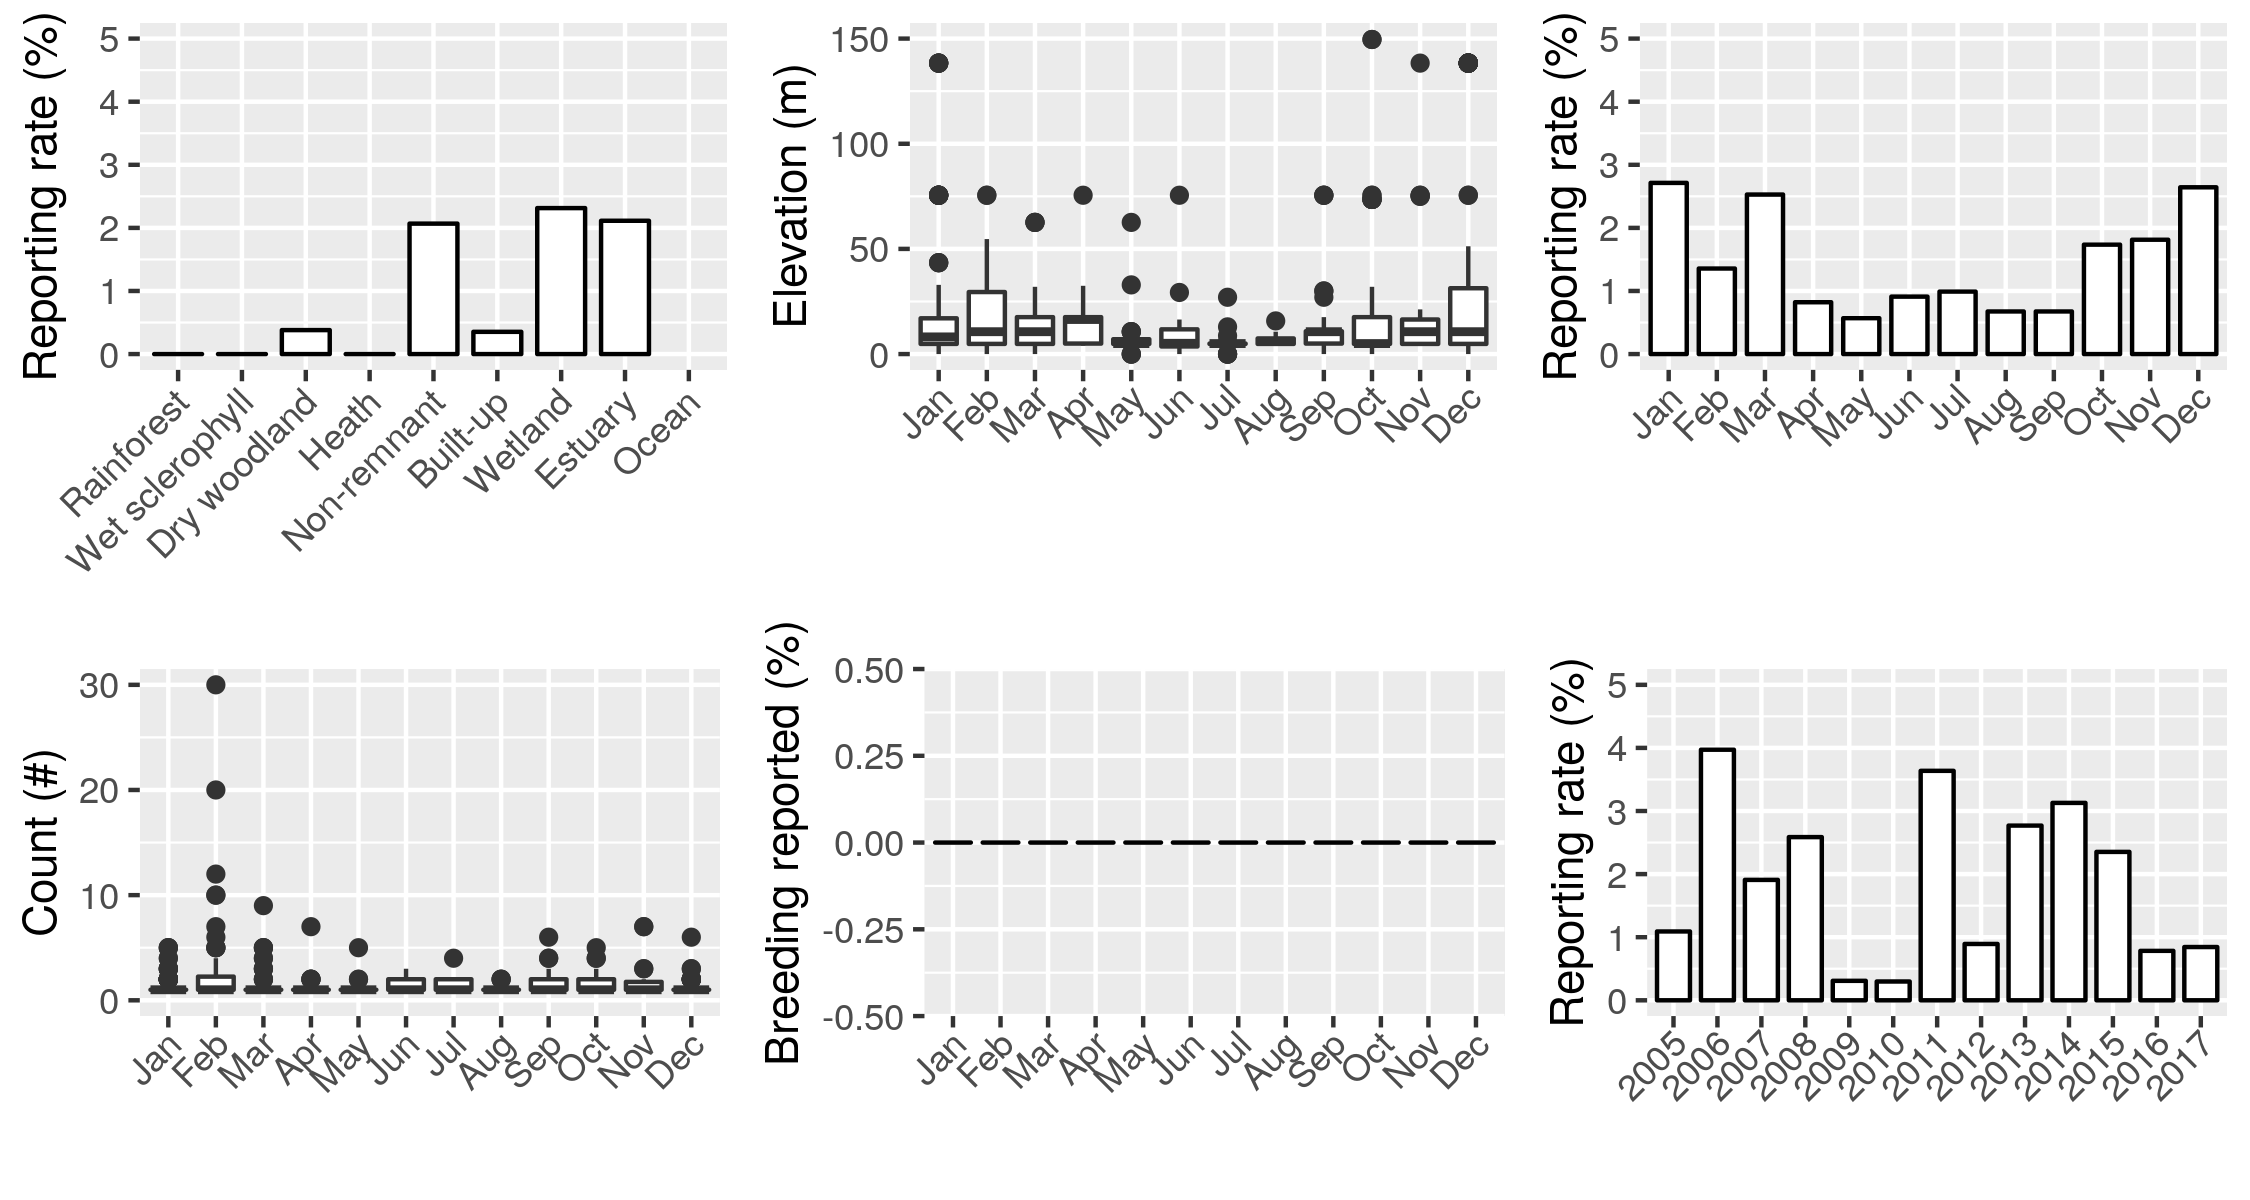 Reporting rate (%)
5
4
3
2
1
0
Rainforest
Wet sclerophyll
Dry woodland
Heath
Non-remnant
Built-up
Wetland
Estuary
Ocean
Elevation (m)
150
100
50
0
Jan
Feb
Mar
Apr
May
Jun
Jul
Aug
Sep
Oct
Nov
Dec
Reporting rate (%)
5
4
3
2
1
0
Jan
Feb
Mar
Apr
May
Jun
Jul
Aug
Sep
Oct
Nov
Dec
Count (#)
30
20
10
0
Jan
Feb
Mar
Apr
May
Jun
Jul
Aug
Sep
Oct
Nov
Dec
Breeding reported (%)
0.50
0.25
0.00
-0.25
-0.50
Jan
Feb
Mar
Apr
May
Jun
Jul
Aug
Sep
Oct
Nov
Dec
Reporting rate (%)
5
4
3
2
1
0
2005
2006
2007
2008
2009
2010
2011
2012
2013
2014
2015
2016
2017